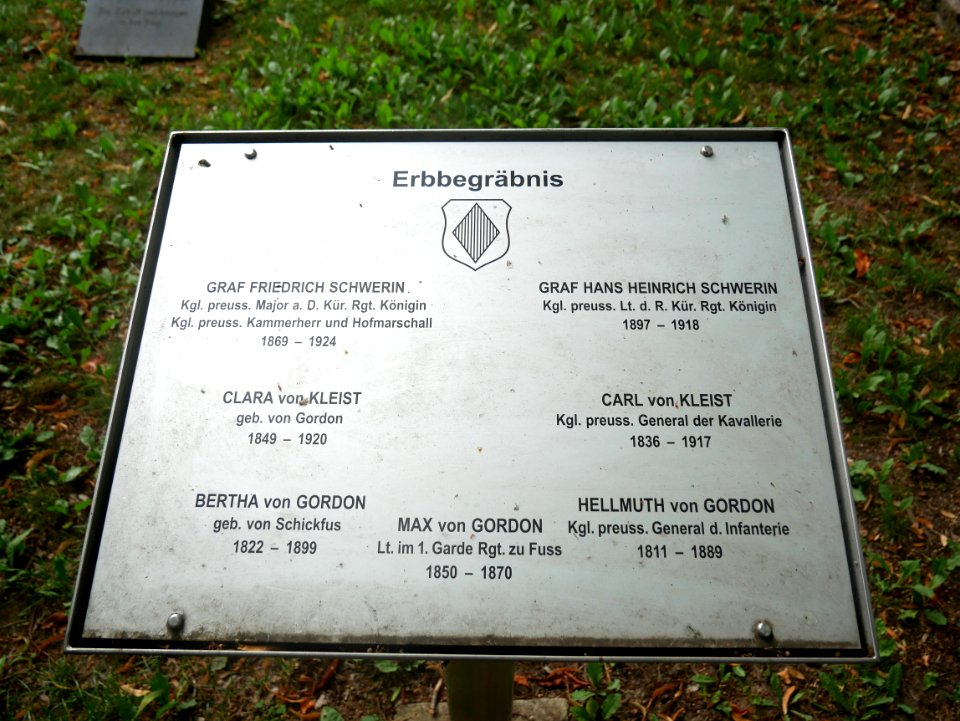 Erbbegräbnis
GRAF FRIEDRICH SCHWERIN
Kgl. preuss. Major a. D. Kür. Rgt. Königin
Kgl. preuss. Kammerherr und Hofmarschall
1869 – 1924
GRAF HANS HEINRICH SCHWERIN
Kgl. preuss. Lt. d. R. Kür. Rgt. Königin
1897 – 1918
CLARA von KLEIST
geb. von Gordon
1849 – 1920
CARL von KLEIST
Kgl. preuss. General der Kavallerie
1836 – 1917
BERTHA von GORDON
geb. von Schickfus
1822 – 1899
MAX von GORDON
Lt. im 1. Garde Rgt. zu Fuss
1850 – 1870
HELLMUTH von GORDON
Kgl. preuss. General d. Infanterie
1811 – 1889